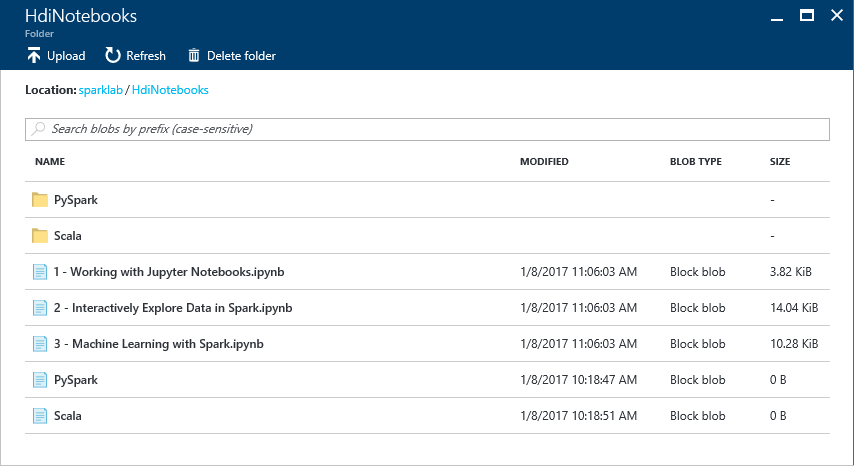 HdiNotebooks
Folder
Upload Refresh Delete folder
Location: sparklab / HdiNotebooks
Search blobs by prefix (case-sensitive)
NAME MODIFIED BLOB TYPE SIZE
PySpark -
Scala -
1 - Working with Jupyter Notebooks.ipynb 1/8/2017 11:06:03 AM Block blob 3.82 KiB
2 - Interactively Explore Data in Spark.ipynb 1/8/2017 11:06:03 AM Block blob 14.04 KiB
3 - Machine Learning with Spark.ipynb 1/8/2017 11:06:03 AM Block blob 10.28 KiB
PySpark 1/8/2017 10:18:47 AM Block blob 0 B
Scala 1/8/2017 10:18:51 AM Block blob 0 B